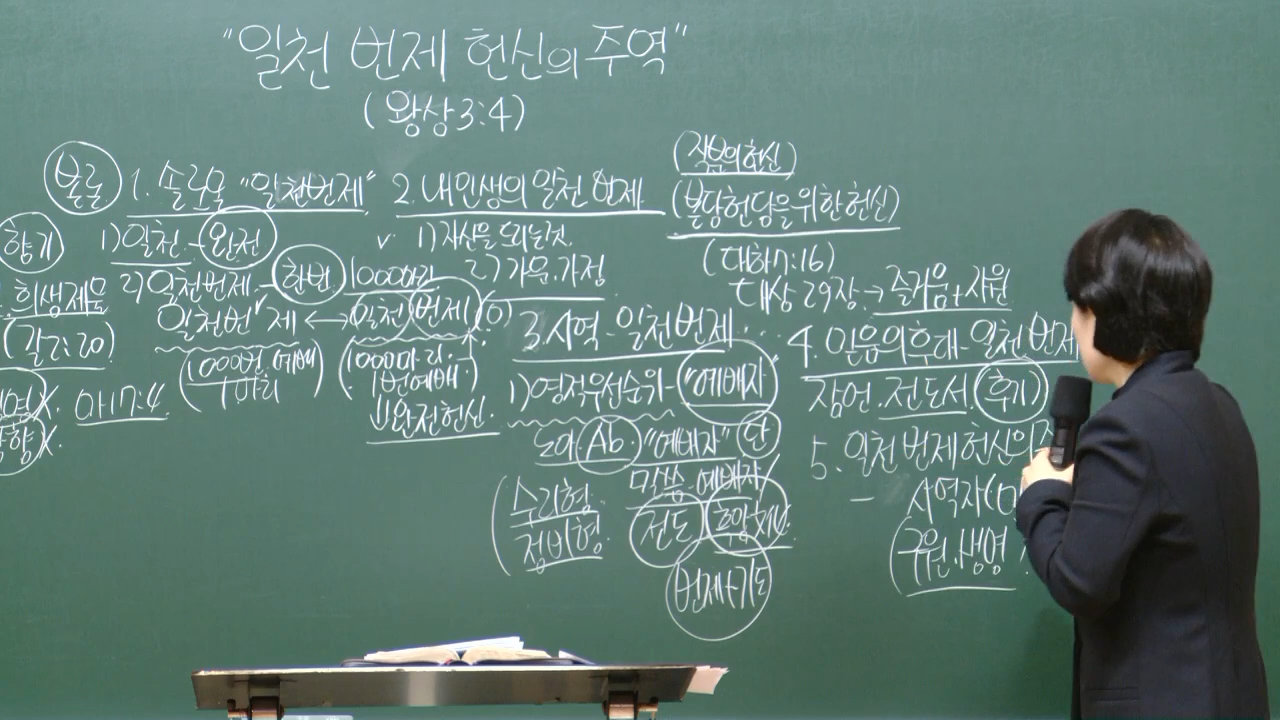 "일천 번제 헌신의 주역"
(왕상3:4)
본론
향기
희생제물
(갈2:20)
아17:4
1. 솔로몬 "일천번제"
1) 일천 - 완전
2) 일천번제 - 한번 1000마리
일천번 제 ↔ 일천 번제
(1000번.예배
1마리)
(1000마리.
1번예배.)
완전헌신.
2. 내인생의 일천 번제
1) 자신을 드리는것.
2) 가문.가정
3. 사역 - 일천번제
1) 영적우선순위 - "예배자"
노아.Ab "예배자" 단
말씀 - 예배자
전도
번제+기도
(수리형.
정비형.
(직분의헌신)
(본당헌당을위한헌신)
(대하7:16)
대상29장 → 즐거움+자원
4. 믿음의후대 - 일천번제
잠언.전도서.후기)
5. 일천번제헌신의
- 사역자(
(구원.생명